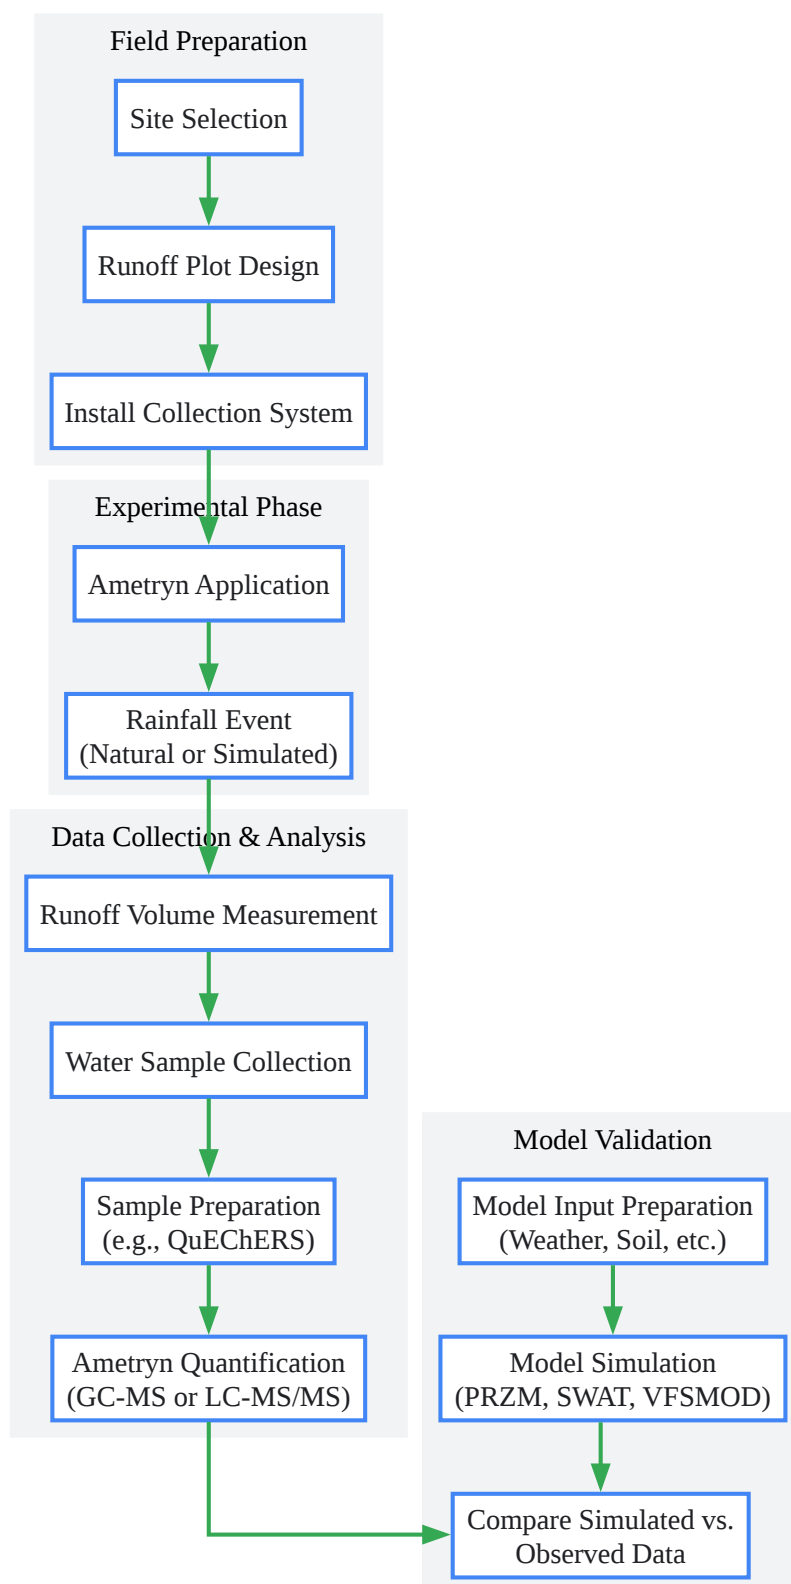 Field Preparation
Site Selection
Runoff Plot Design
Install Collection System
Experimental Phase
Ametryn Application
Rainfall Event
(Natural or Simulated)
Data Collection & Analysis
Runoff Volume Measurement
Water Sample Collection
Sample Preparation
(e.g., QuEChERS)
Ametryn Quantification
(GC-MS or LC-MS/MS)
Model Validation
Model Input Preparation
(Weather, Soil, etc.)
Model Simulation
(PRZM, SWAT, VFSMOD)
Compare Simulated vs.
Observed Data